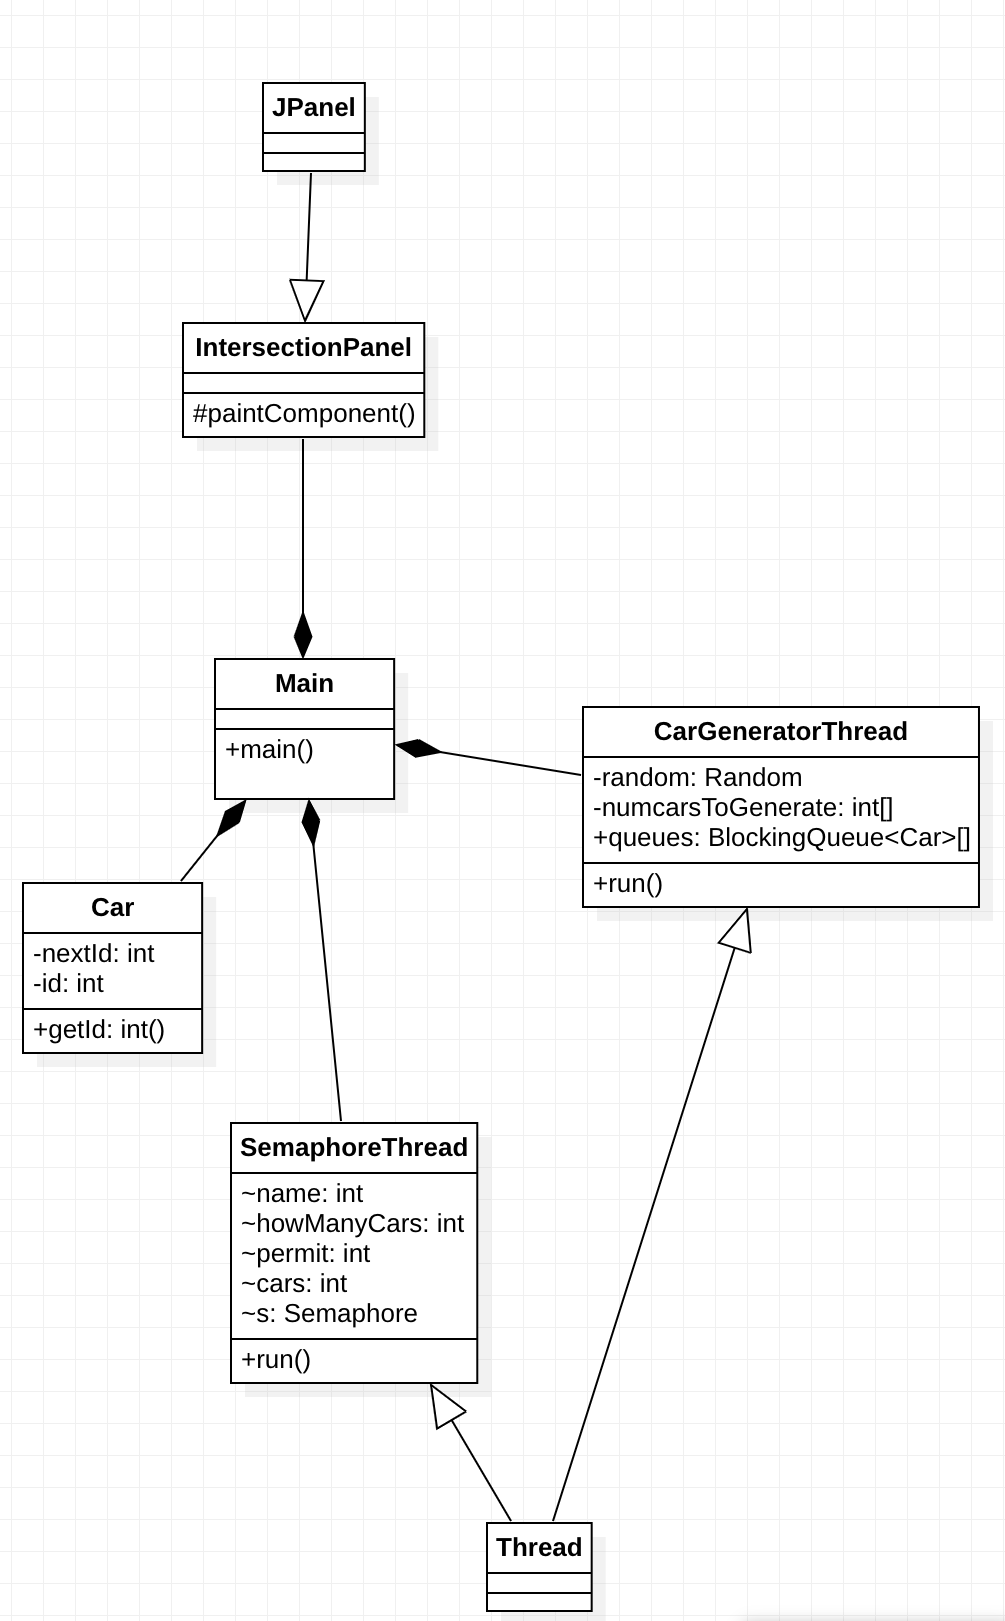 JPanel
IntersectionPanel
#paintComponent()
Main
+main()
CarGeneratorThread
-random: Random
-numcarsToGenerate: int[]
+queues: BlockingQueue<Car>[]
+run()
Car
-nextId: int
-id: int
+getId: int()
SemaphoreThread
~name: int
~howManyCars: int
~permit: int
~cars: int
~s: Semaphore
+run()
Thread